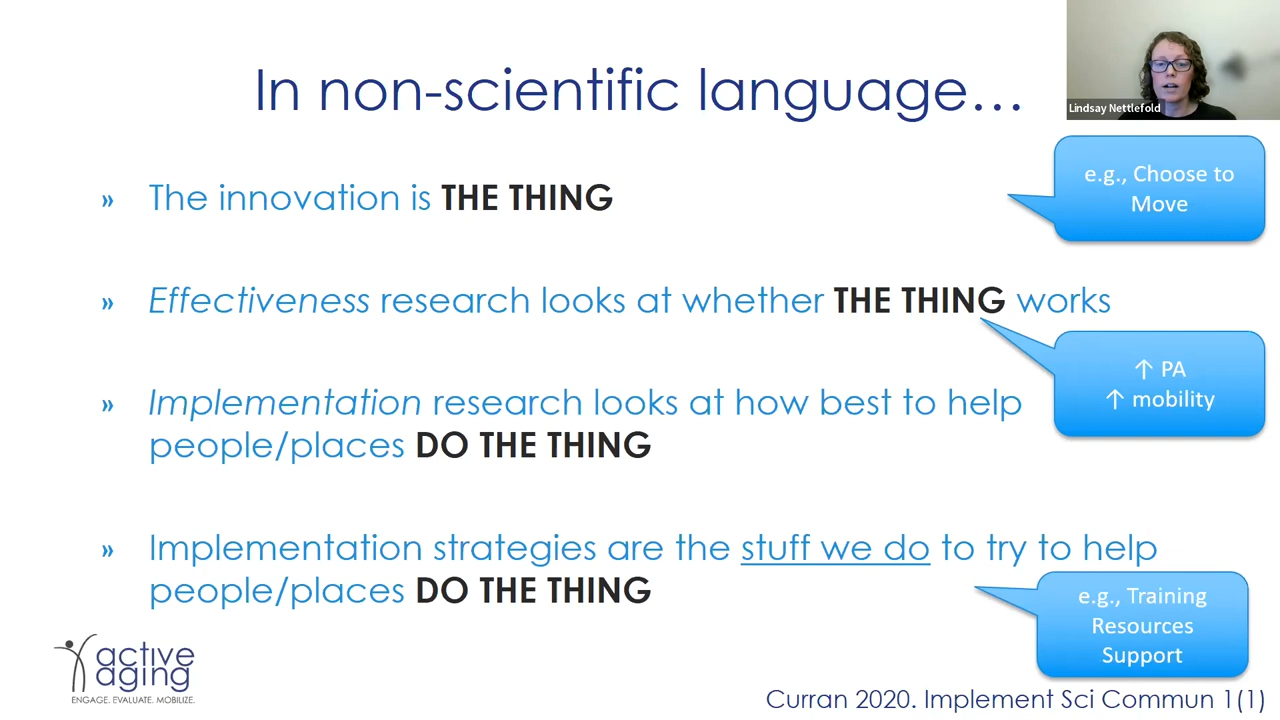 In non-scientific language…
Lindsay Nettlefold
» The innovation is THE THING
e.g., Choose to
Move
» Effectiveness research looks at whether THE THING works
↑ PA
↑ mobility
» Implementation research looks at how best to help
people/places DO THE THING
» Implementation strategies are the stuff we do to try to help
people/places DO THE THING
e.g., Training
Resources
Support
active
aging
ENGAGE. EVALUATE. MOBILIZE.
Curran 2020. Implement Sci Commun 1(1)